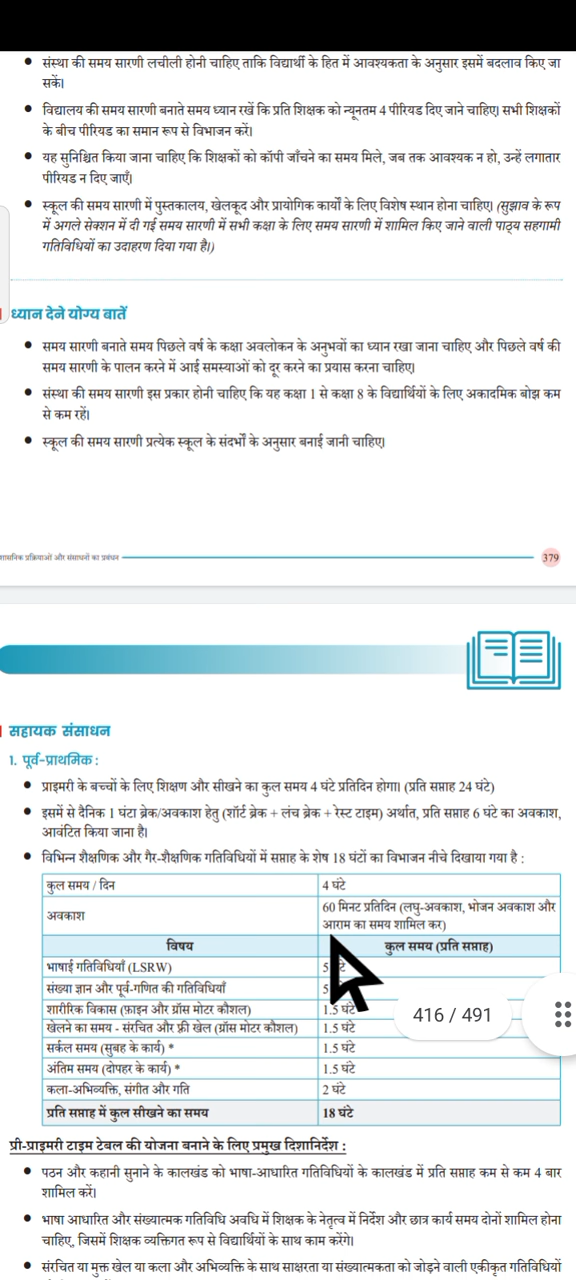 संस्था की समय सारणी लचीली होनी चाहिए ताकि विद्यार्थी के हित में आवश्यकता के अनुसार इसमें बदलाव किए जा
सकें।
विद्यालय की समय सारणी बनाते समय ध्यान रखें कि प्रति शिक्षक को न्यूनतम 4 पीरियड दिए जाने चाहिए। सभी शिक्षकों
के बीच पीरियड का समान रूप से विभाजन करें।
यह सुनिश्चित किया जाना चाहिए कि शिक्षकों को कॉपी जाँचने का समय मिले, जब तक आवश्यक न हो, उन्हें लगातार
पीरियड न दिए जाएँ।
स्कूल की समय सारणी में पुस्तकालय, खेलकूद और प्रायोगिक कार्यों के लिए विशेष स्थान होना चाहिए। (सुझाव के रूप
में अगले सेक्शन में दी गई समय सारणी में सभी कक्षा के लिए समय सारणी में शामिल किए जाने वाली पाठ्य सहगामी
गतिविधियों का उदाहरण दिया गया है।)
ध्यान देने योग्य बातें
समय सारणी बनाते समय पिछले वर्ष के कक्षा अवलोकन के अनुभवों का ध्यान रखा जाना चाहिए और पिछले वर्ष की
समय सारणी के पालन करने में आई समस्याओं को दूर करने का प्रयास करना चाहिए।
संस्था की समय सारणी इस प्रकार होनी चाहिए कि यह कक्षा 1 से कक्षा 8 के विद्यार्थियों के लिए अकादमिक बोझ कम
से कम रहें।
स्कूल की समय सारणी प्रत्येक स्कूल के संदर्भों के अनुसार बनाई जानी चाहिए।
शासनिक प्रक्रियाओं और संसाधनों का प्रबंधन 379
सहायक संसाधन
1. पूर्व-प्राथमिक :
प्राइमरी के बच्चों के लिए शिक्षण और सीखने का कुल समय 4 घंटे प्रतिदिन होगा। (प्रति सप्ताह 24 घंटे)
इसमें से दैनिक 1 घंटा ब्रेक/अवकाश हेतु (शॉर्ट ब्रेक + लंच ब्रेक + रेस्ट टाइम) अर्थात, प्रति सप्ताह 6 घंटे का अवकाश,
आवंटित किया जाना है।
विभिन्न शैक्षणिक और गैर-शैक्षणिक गतिविधियों में सप्ताह के शेष 18 घंटों का विभाजन नीचे दिखाया गया है :
कुल समय / दिन 4 घंटे
अवकाश 60 मिनट प्रतिदिन (लघु-अवकाश, भोजन अवकाश और
आराम का समय शामिल कर)
विषय कुल समय (प्रति सप्ताह)
भाषाई गतिविधियाँ (LSRW) 5
संख्या ज्ञान और पूर्व-गणित की गतिविधियाँ 5
शारीरिक विकास (फ़ाइन और ग्रॉस मोटर कौशल) 1.5 घंटे
खेलने का समय - संरचित और फ्री खेल (ग्रॉस मोटर कौशल) 1.5 घंटे
416 / 491
सर्कल समय (सुबह के कार्य) * 1.5 घंटे
अंतिम समय (दोपहर के कार्य) * 1.5 घंटे
कला-अभिव्यक्ति, संगीत और गति 2 घंटे
प्रति सप्ताह में कुल सीखने का समय 18 घंटे
प्री-प्राइमरी टाइम टेबल की योजना बनाने के लिए प्रमुख दिशानिर्देश :
पठन और कहानी सुनाने के कालखंड को भाषा-आधारित गतिविधियों के कालखंड में प्रति सप्ताह कम से कम 4 बार
शामिल करें।
भाषा आधारित और संख्यात्मक गतिविधि अवधि में शिक्षक के नेतृत्व में निर्देश और छात्र कार्य समय दोनों शामिल होना
चाहिए, जिसमें शिक्षक व्यक्तिगत रूप से विद्यार्थियों के साथ काम करेंगे।
संरचित या मुक्त खेल या कला और अभिव्यक्ति के साथ साक्षरता या संख्यात्मकता को जोड़ने वाली एकीकृत गतिविधियों